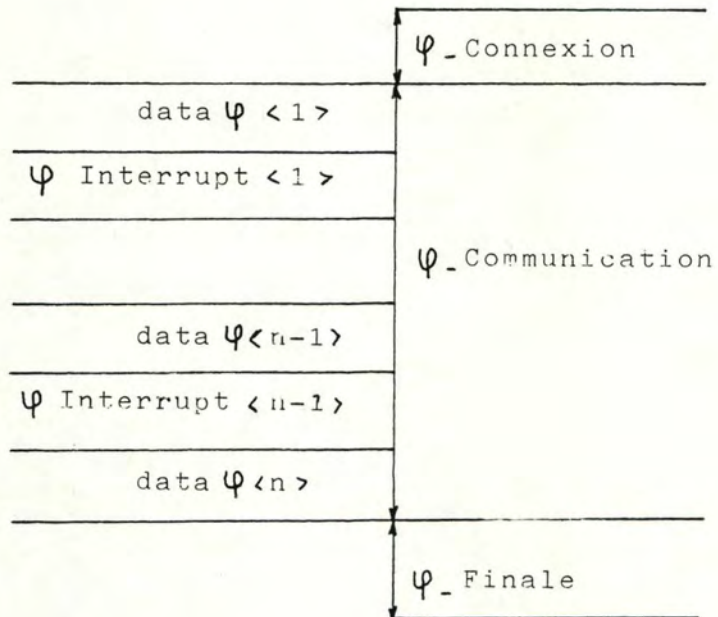 φ_Connexion
data φ <1>
φ Interrupt <1>
φ_Communication
data φ<n-1>
φ Interrupt <n-1>
data φ<n>
φ_Finale